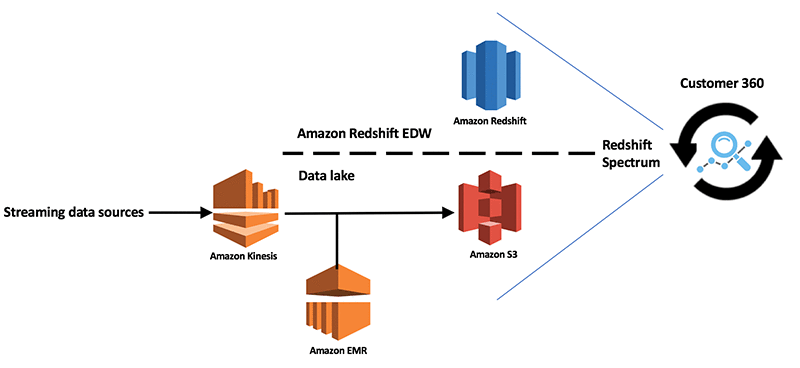 Customer 360
Amazon Redshift
Amazon Redshift EDW
Redshift
Spectrum
Data lake
Streaming data sources
Amazon Kinesis
Amazon S3
Amazon EMR